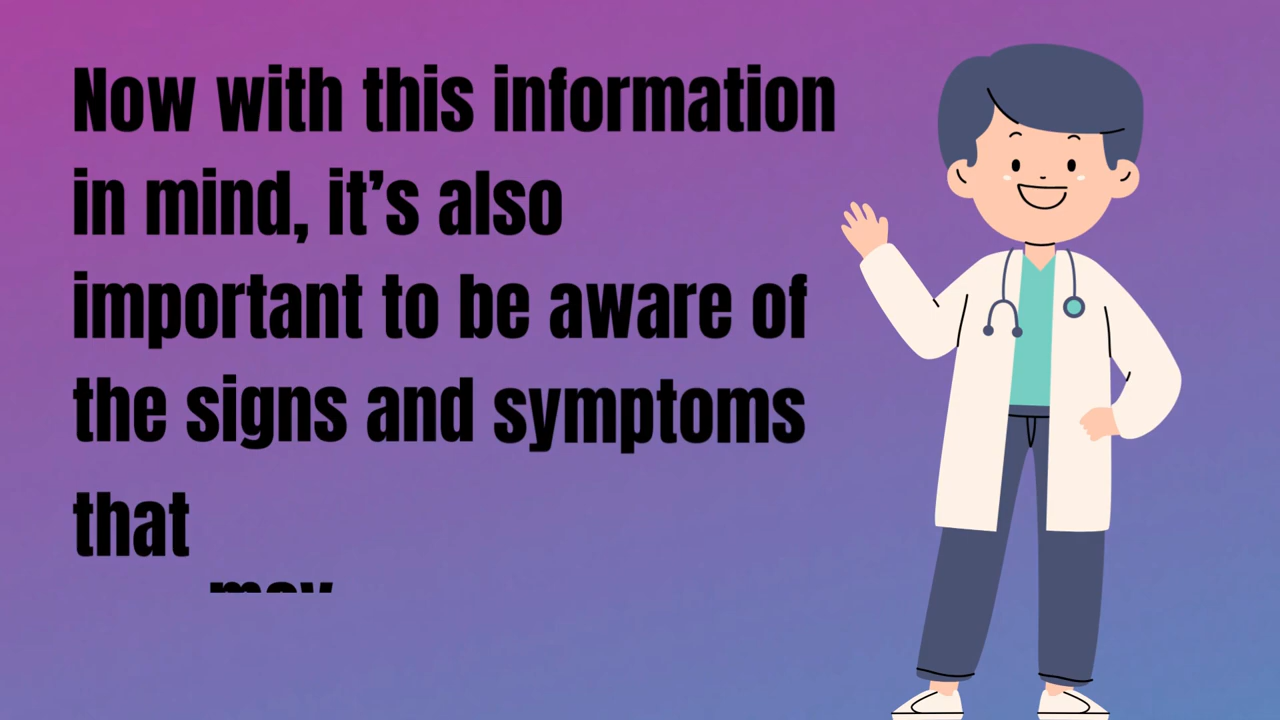 Now with this information
in mind, it’s also
important to be aware of
the signs and symptoms
that